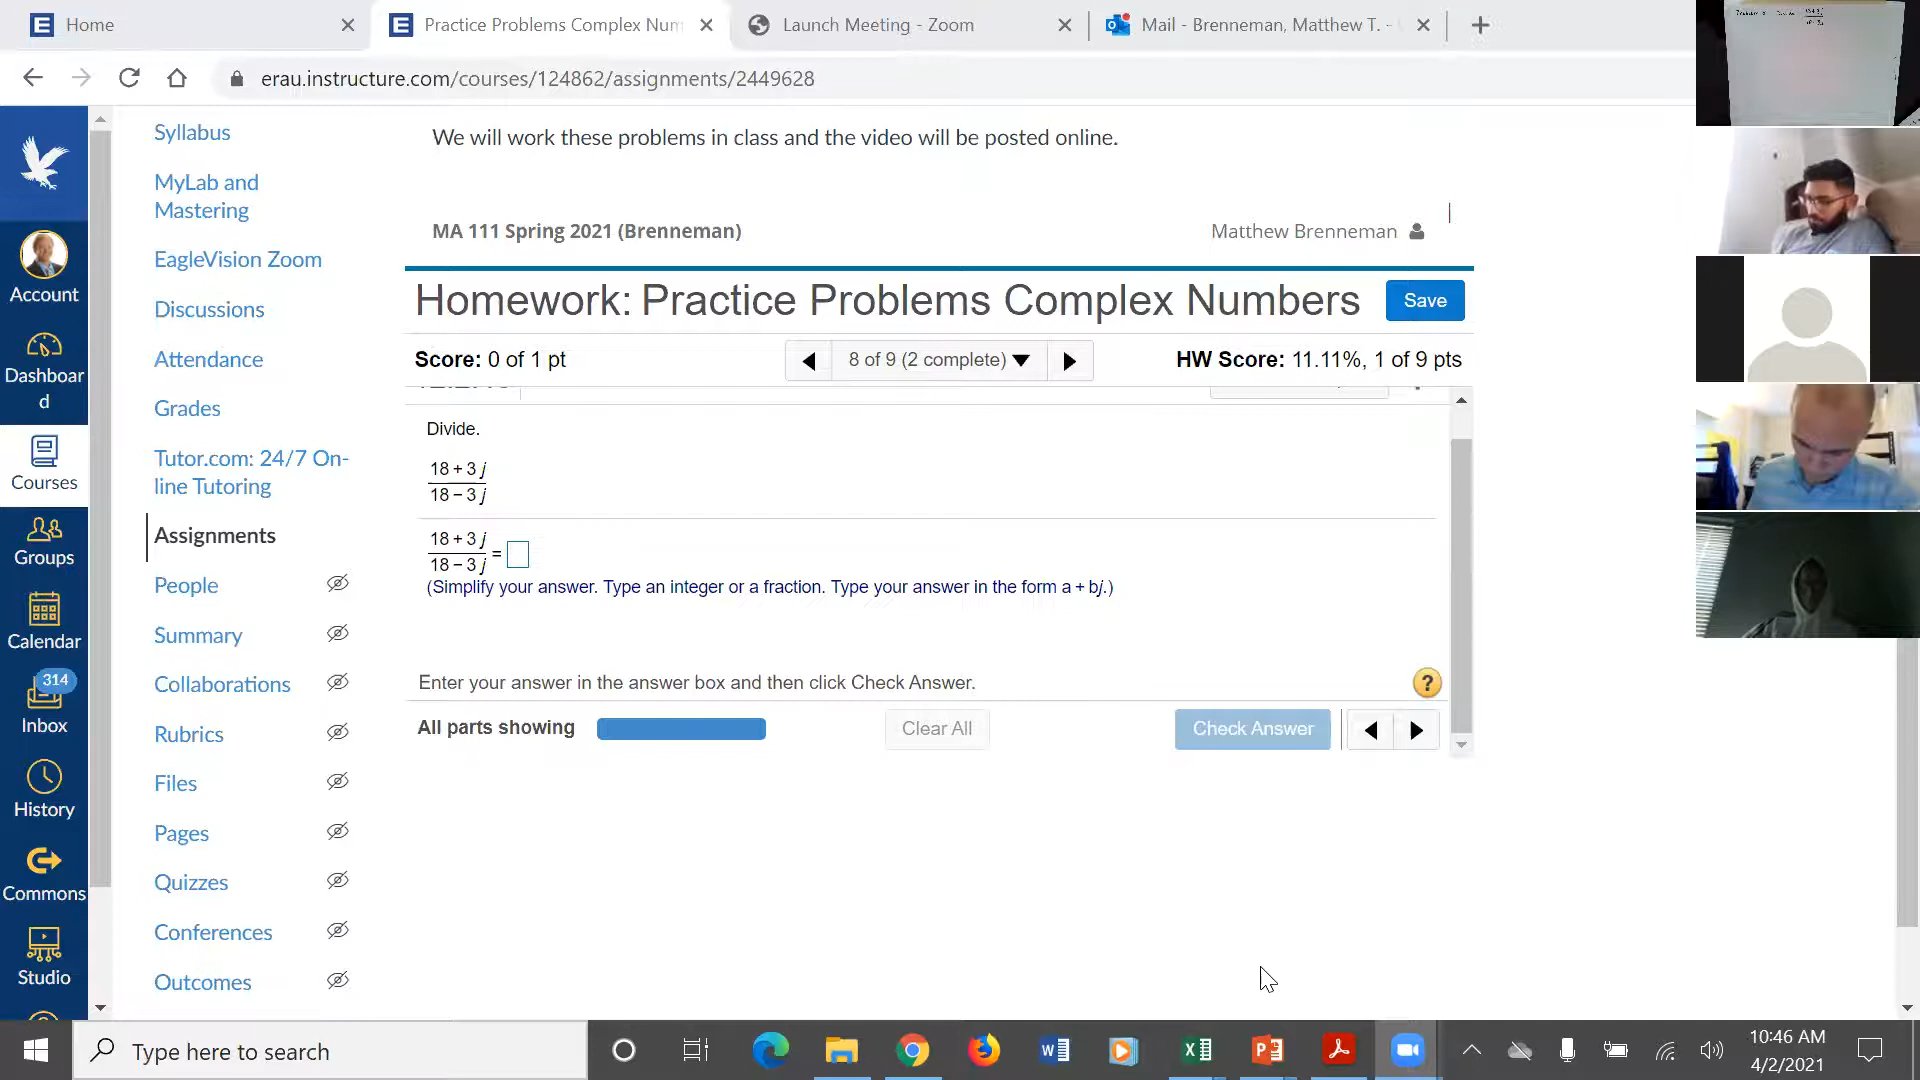 Home
Practice Problems Complex Num
Launch Meeting - Zoom
Mail - Brenneman, Matthew T. -
erau.instructure.com/courses/124862/assignments/2449628
Syllabus
MyLab and
Mastering
EagleVision Zoom
Discussions
Attendance
Grades
Tutor.com: 24/7 On-
line Tutoring
Assignments
People
Summary
Collaborations
Rubrics
Files
Pages
Quizzes
Conferences
Outcomes
Account
Dashboar
d
Courses
Groups
Calendar
314
Inbox
History
Commons
Studio
We will work these problems in class and the video will be posted online.
MA 111 Spring 2021 (Brenneman)
Matthew Brenneman
Homework: Practice Problems Complex Numbers
Save
Score: 0 of 1 pt
8 of 9 (2 complete)
HW Score: 11.11%, 1 of 9 pts
Divide.
18 + 3 j
18 − 3 j
18 + 3 j
18 − 3 j
=
(Simplify your answer. Type an integer or a fraction. Type your answer in the form a + bj.)
Enter your answer in the answer box and then click Check Answer.
?
All parts showing
Clear All
Check Answer
Type here to search
10:46 AM
4/2/2021